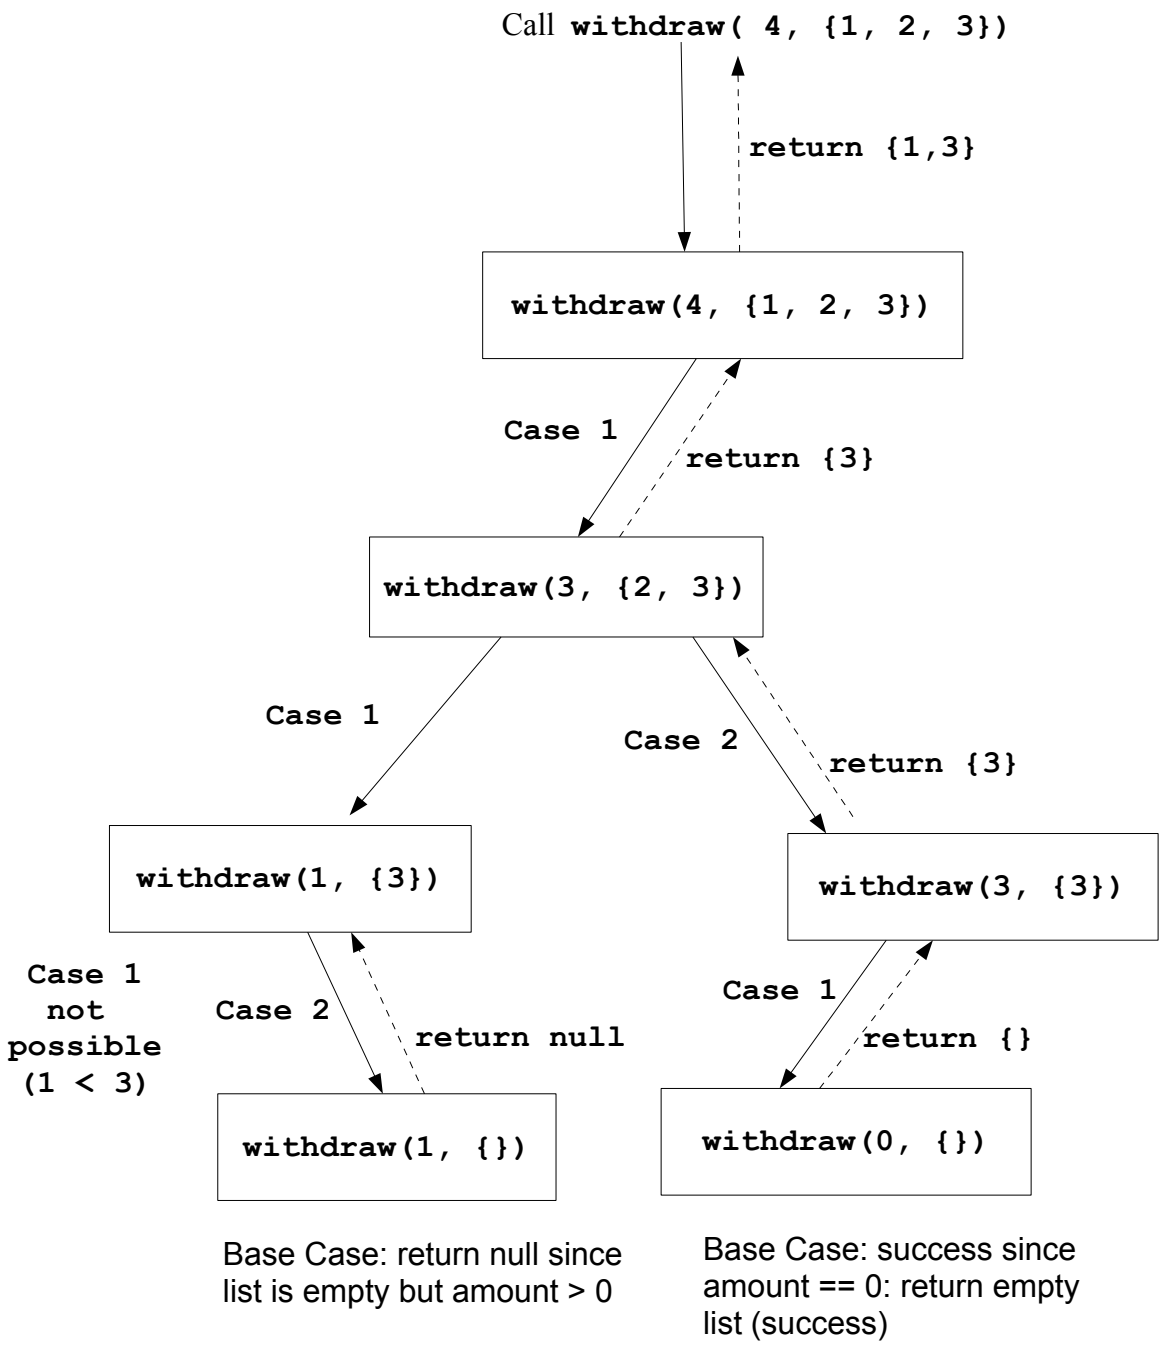 Call withdraw( 4, {1, 2, 3})
return {1,3}
withdraw(4, {1, 2, 3})
Case 1
return {3}
withdraw(3, {2, 3})
Case 1
Case 2
return {3}
withdraw(1, {3})
withdraw(3, {3})
Case 1
not
possible
(1 < 3)
Case 2
return null
Case 1
return {}
withdraw(1, {})
withdraw(0, {})
Base Case: return null since
list is empty but amount > 0
Base Case: success since
amount == 0: return empty
list (success)